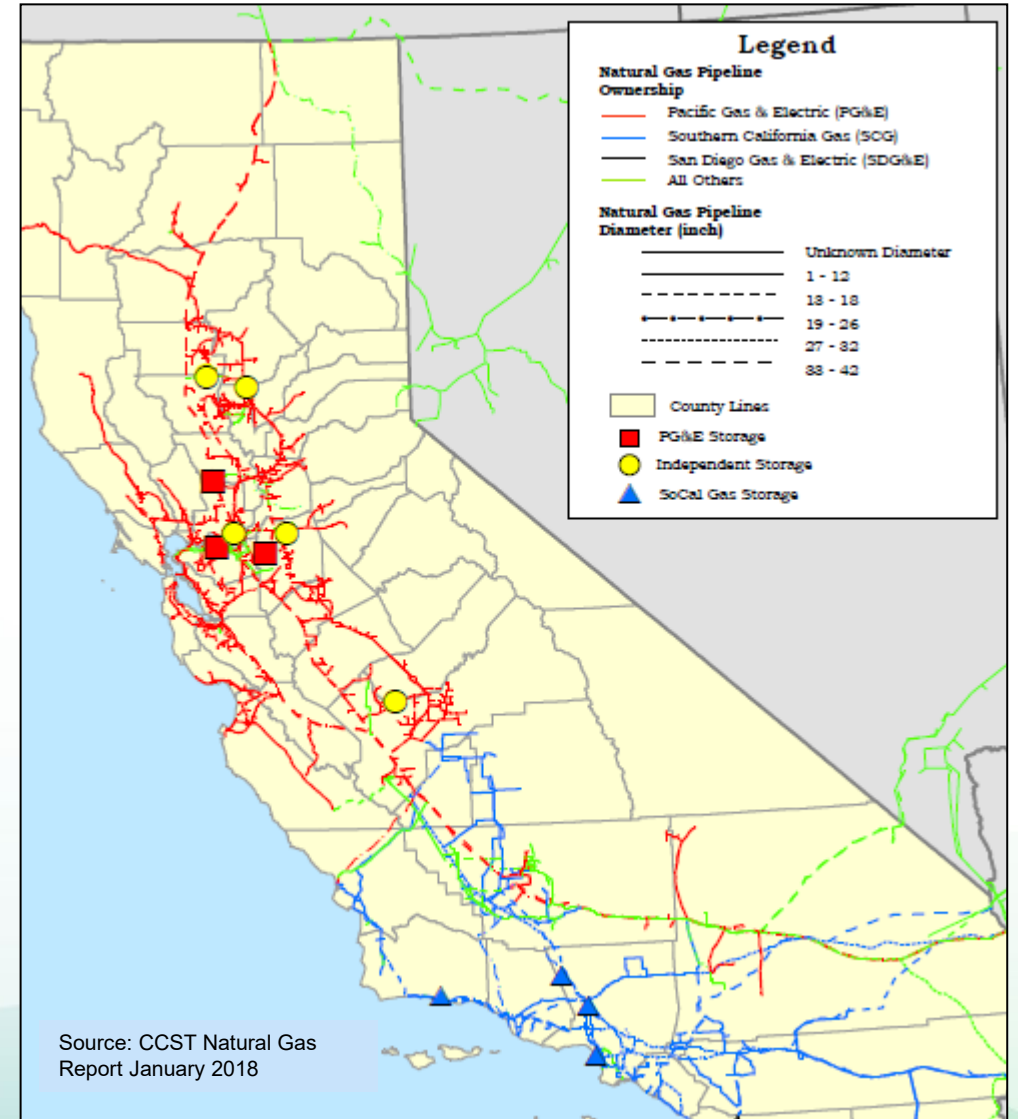 Legend
Natural Gas Pipeline
Ownership
Pacific Gas & Electric (PG&E)
Southern California Gas (SCG)
San Diego Gas & Electric (SDG&E)
All Others
Natural Gas Pipeline
Diameter (inch)
Unknown Diameter
1 - 12
13 - 18
19 - 26
27 - 32
33 - 42
County Lines
PG&E Storage
Independent Storage
SoCal Gas Storage
Source: CCST Natural Gas
Report January 2018